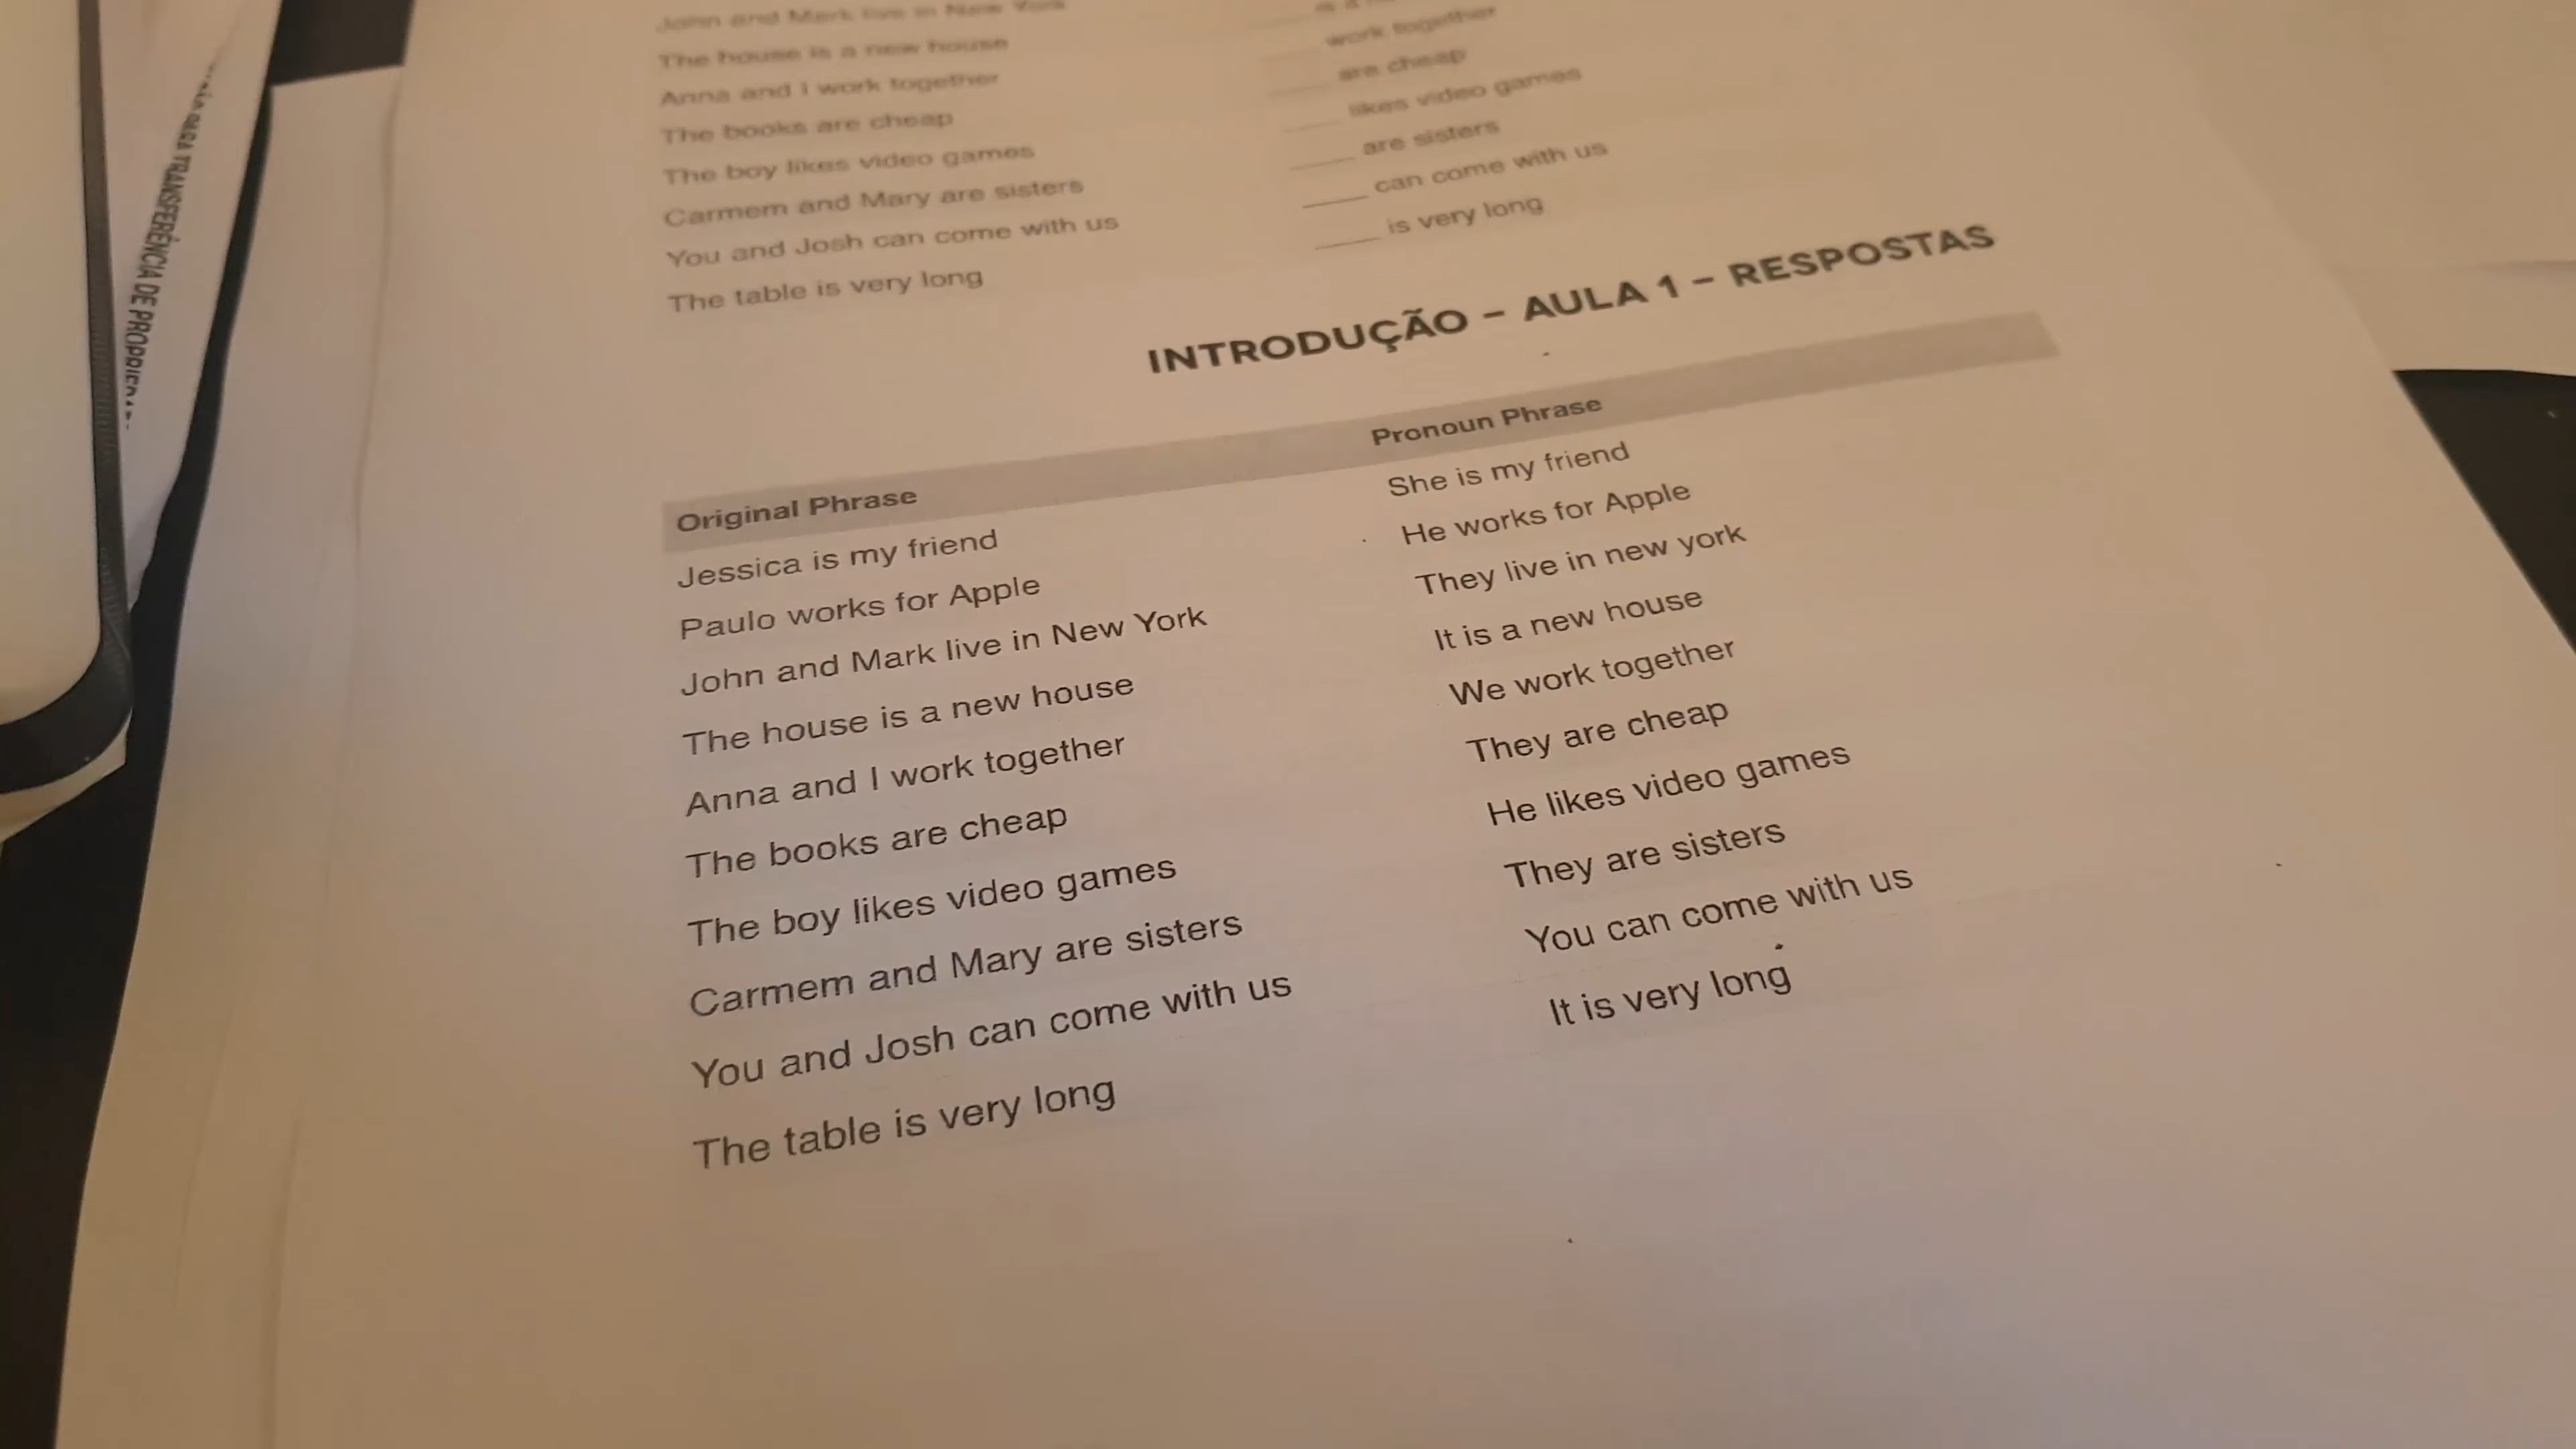 John and Mark live in New York
The house is a new house
Anna and I work together
The books are cheap
The boy likes video games
Carmem and Mary are sisters
You and Josh can come with us
The table is very long
____ work together
____ are cheap
____ likes video games
____ are sisters
____ can come with us
____ is very long
INTRODUÇÃO – AULA 1 – RESPOSTAS
Original Phrase Pronoun Phrase
Jessica is my friend She is my friend
Paulo works for Apple He works for Apple
John and Mark live in New York They live in new york
The house is a new house It is a new house
Anna and I work together We work together
The books are cheap They are cheap
The boy likes video games He likes video games
Carmem and Mary are sisters They are sisters
You and Josh can come with us You can come with us
The table is very long It is very long
PARA TRANSFERÊNCIA DE